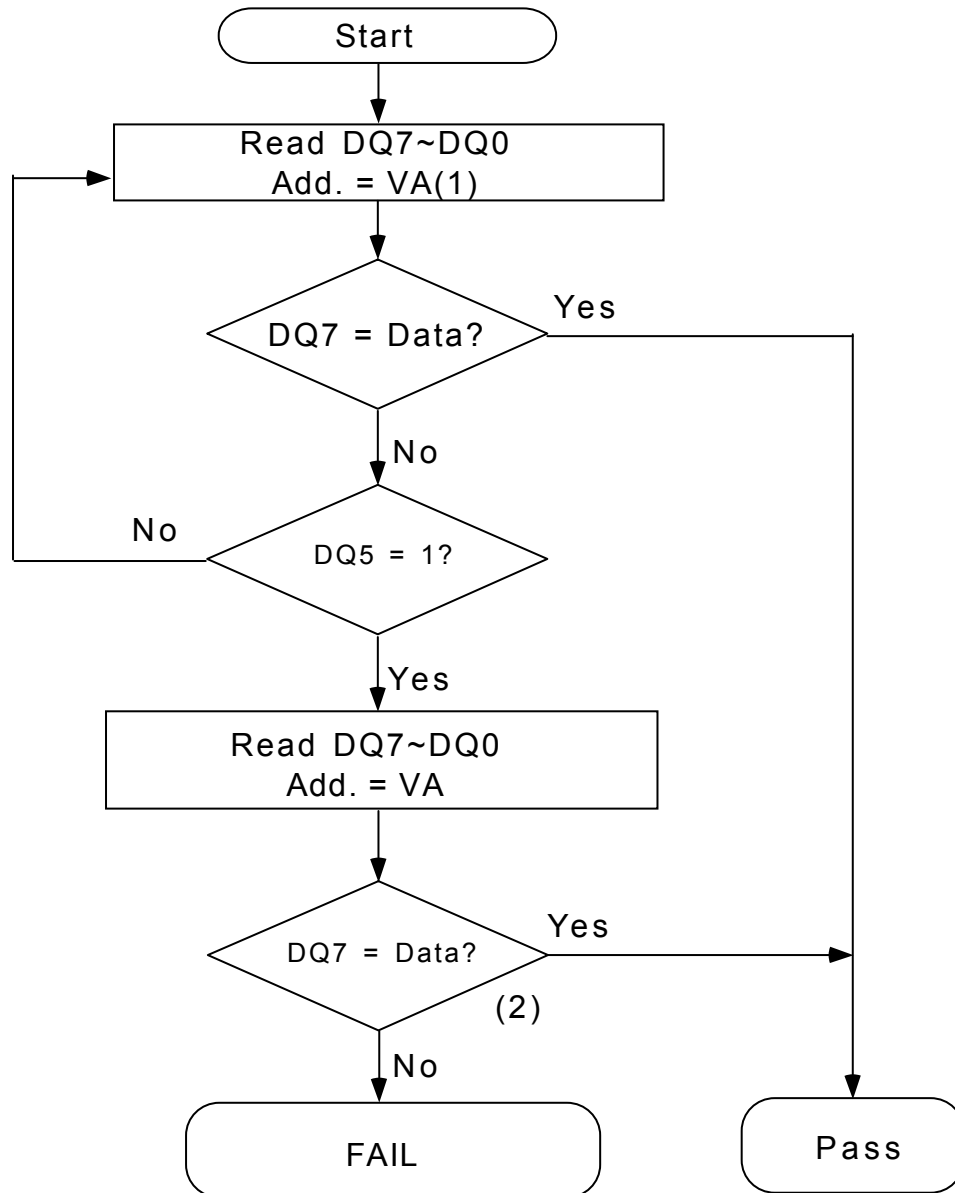 Start
Read DQ7~DQ0
Add. = VA(1)
DQ7 = Data?
Yes
No
DQ5 = 1?
No
Yes
Read DQ7~DQ0
Add. = VA
DQ7 = Data?
Yes
(2)
No
FAIL
Pass